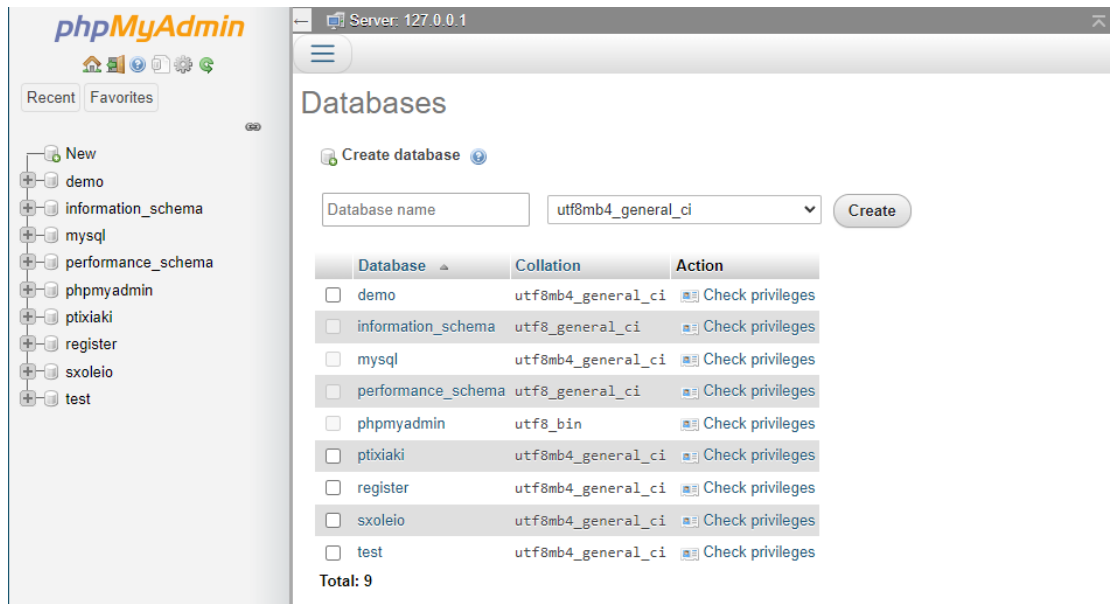 phpMyAdmin
Recent Favorites
New
demo
information_schema
mysql
performance_schema
phpmyadmin
ptixiaki
register
sxoleio
test
Server: 127.0.0.1
Databases
Create database
Database name utf8mb4_general_ci Create
Database Collation Action
demo utf8mb4_general_ci Check privileges
information_schema utf8_general_ci Check privileges
mysql utf8mb4_general_ci Check privileges
performance_schema utf8_general_ci Check privileges
phpmyadmin utf8_bin Check privileges
ptixiaki utf8mb4_general_ci Check privileges
register utf8mb4_general_ci Check privileges
sxoleio utf8mb4_general_ci Check privileges
test utf8mb4_general_ci Check privileges
Total: 9